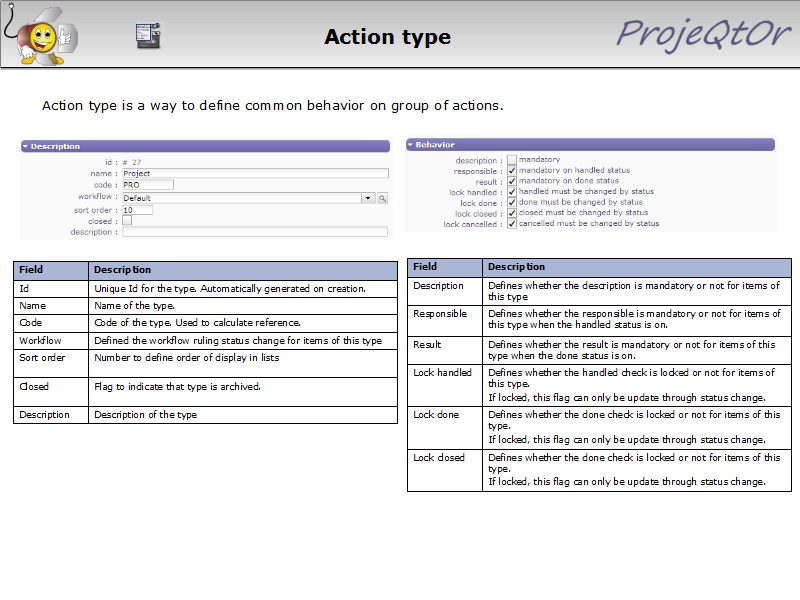 Action type
ProjeQtOr
Action type is a way to define common behavior on group of actions.
Description
id : # 27
name : Project
code : PRO
workflow : Default
sort order : 10
closed :
description :
Behavior
description : mandatory
responsible : mandatory on handled status
result : mandatory on done status
lock handled : handled must be changed by status
lock done : done must be changed by status
lock closed : closed must be changed by status
lock cancelled : cancelled must be changed by status
Field Description
Id Unique Id for the type. Automatically generated on creation.
Name Name of the type.
Code Code of the type. Used to calculate reference.
Workflow Defined the workflow ruling status change for items of this type
Sort order Number to define order of display in lists
Closed Flag to indicate that type is archived.
Description Description of the type
Field Description
Description Defines whether the description is mandatory or not for items of
this type
Responsible Defines whether the responsible is mandatory or not for items of
this type when the handled status is on.
Result Defines whether the result is mandatory or not for items of this
type when the done status is on.
Lock handled Defines whether the handled check is locked or not for items of
this type.
If locked, this flag can only be update through status change.
Lock done Defines whether the done check is locked or not for items of this
type.
If locked, this flag can only be update through status change.
Lock closed Defines whether the done check is locked or not for items of this
type.
If locked, this flag can only be update through status change.